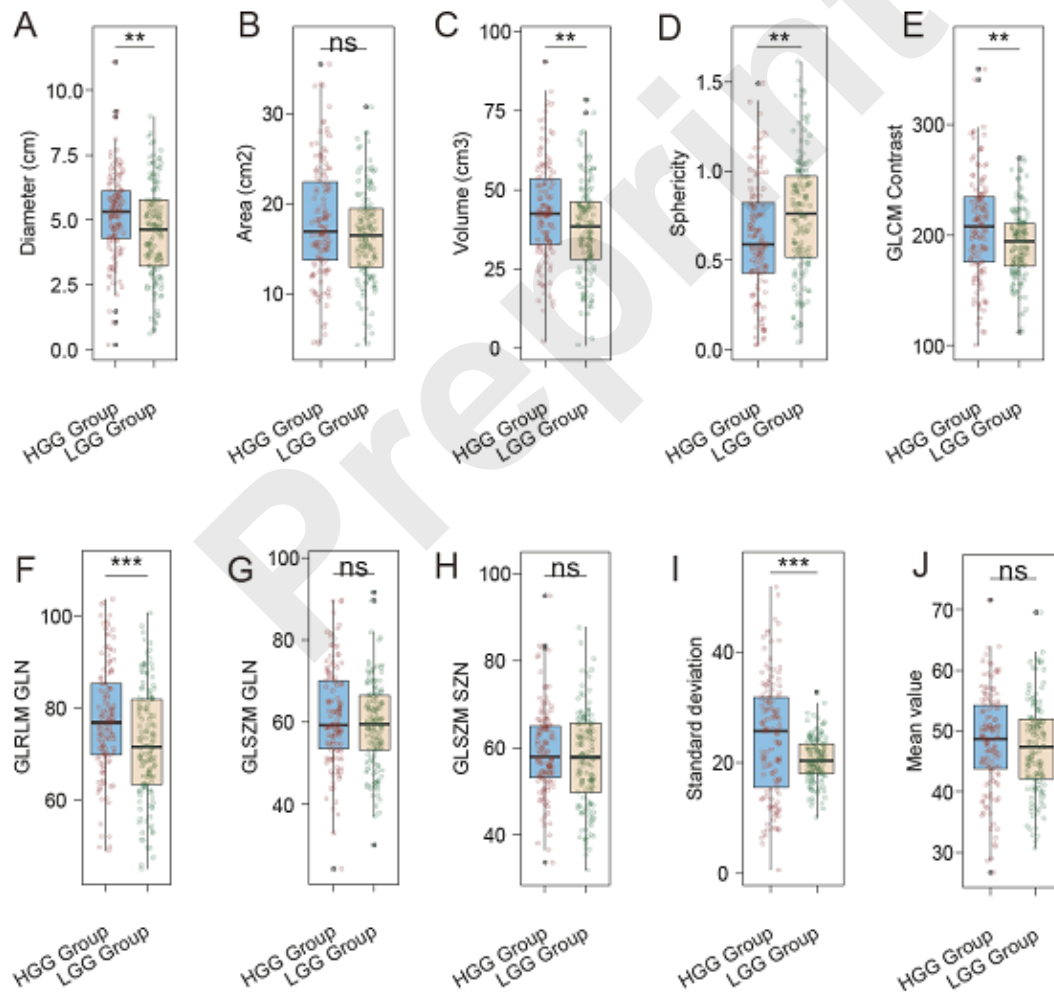 A
B
C
D
E
**
ns
**
**
**
Diameter (cm)
10.0
7.5
5.0
2.5
0.0
Area (cm2)
30
20
10
Volume (cm3)
100
75
50
25
0
Sphericity
1.5
1.0
0.5
0.0
GLCM Contrast
300
200
100
HGG Group
LGG Group
HGG Group
LGG Group
HGG Group
LGG Group
HGG Group
LGG Group
HGG Group
LGG Group
Preprint
F
G
H
I
J
***
ns
ns
***
ns
GLRLM GLN
100
80
60
GLSZM GLN
100
80
60
40
GLSZM SZN
100
80
60
40
Standard deviation
40
20
0
Mean value
70
60
50
40
30
HGG Group
LGG Group
HGG Group
LGG Group
HGG Group
LGG Group
HGG Group
LGG Group
HGG Group
LGG Group